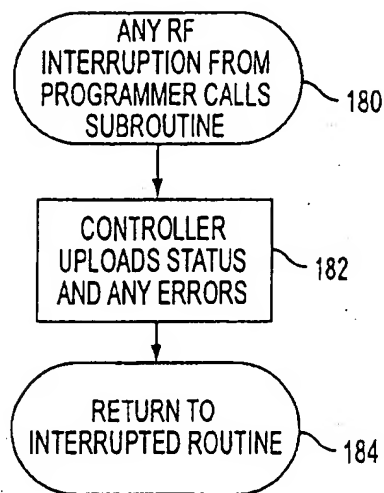 ANY RF
INTERRUPTION FROM
PROGRAMMER CALLS
SUBROUTINE
180
CONTROLLER
UPLOADS STATUS
AND ANY ERRORS
182
RETURN TO
INTERRUPTED ROUTINE
184